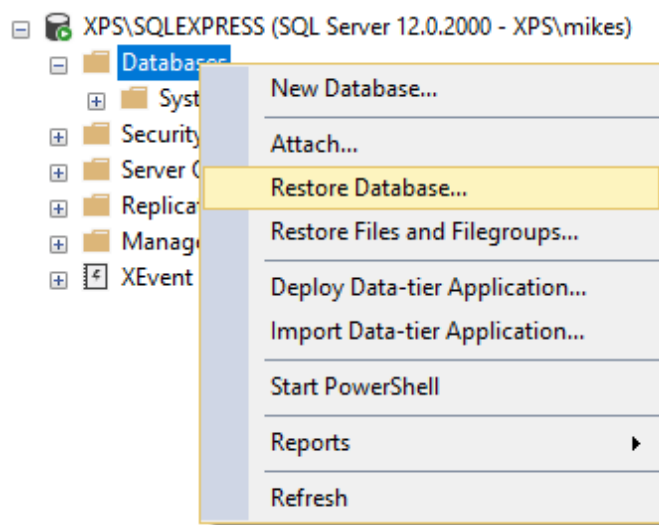 XPS\SQLEXPRESS (SQL Server 12.0.2000 - XPS\mikes)
Databases
New Database...
Syst
Security
Attach...
Server
Restore Database...
Replica
Restore Files and Filegroups...
Manag
XEvent
Deploy Data-tier Application...
Import Data-tier Application...
Start PowerShell
Reports
Refresh